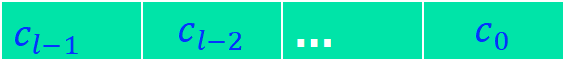 c_{l-1} c_{l-2} ... c_0